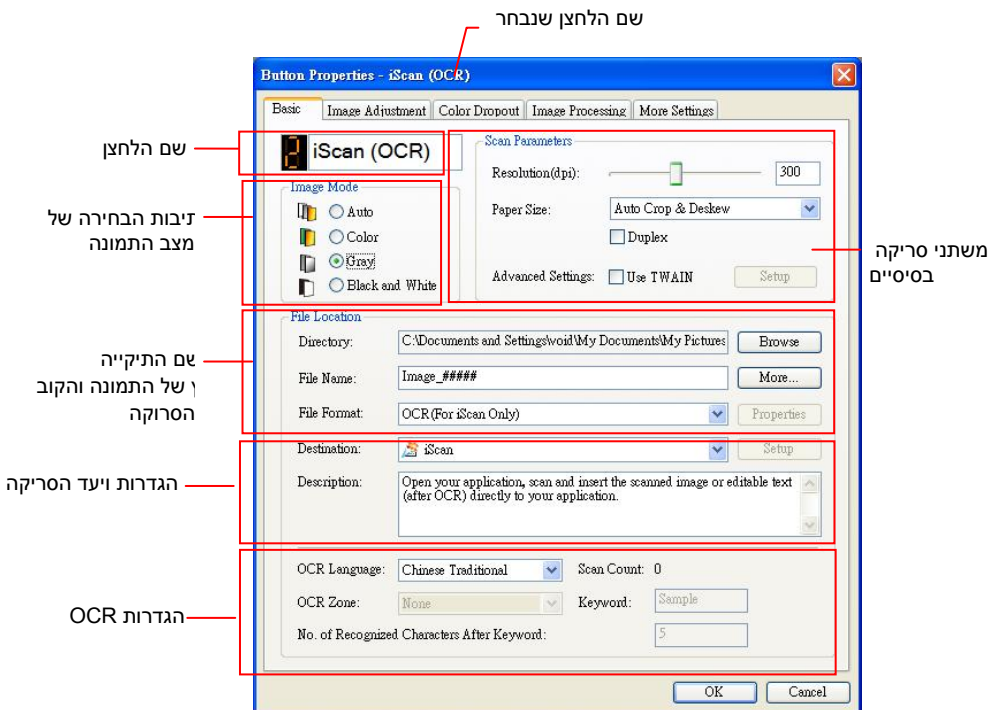 שם הלחצן שנבחר
Button Properties - iScan (OCR)
Basic Image Adjustment Color Dropout Image Processing More Settings
שם הלחצן
iScan (OCR)
Image Mode
Auto
Color
Gray
Black and White
תיבות הבחירה של
מצב התמונה
Scan Parameters
Resolution(dpi): 300
Paper Size: Auto Crop & Deskew
Duplex
Advanced Settings: Use TWAIN Setup
משתני סריקה
בסיסיים
File Location
Directory: C:\Documents and Settings\void\My Documents\My Pictures Browse
File Name: Image_##### More...
File Format: OCR(For iScan Only) Properties
שם התיקייה
ץ של התמונה והקוב
הסרוקה
Destination: iScan Setup
Description: Open your application, scan and insert the scanned image or editable text
(after OCR) directly to your application.
הגדרות ויעד הסריקה
OCR Language: Chinese Traditional Scan Count: 0
OCR Zone: None Keyword: Sample
No. of Recognized Characters After Keyword: 5
הגדרות OCR
OK Cancel